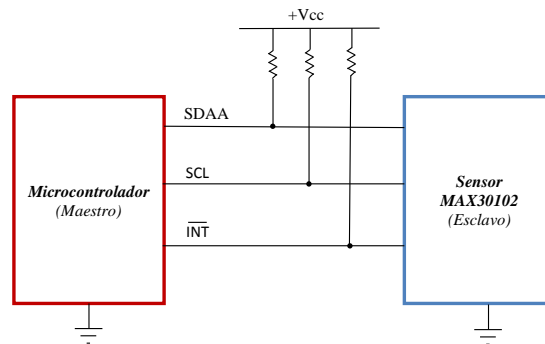 +Vcc
SDAA
SCL
INT
Microcontrolador
(Maestro)
Sensor
MAX30102
(Esclavo)